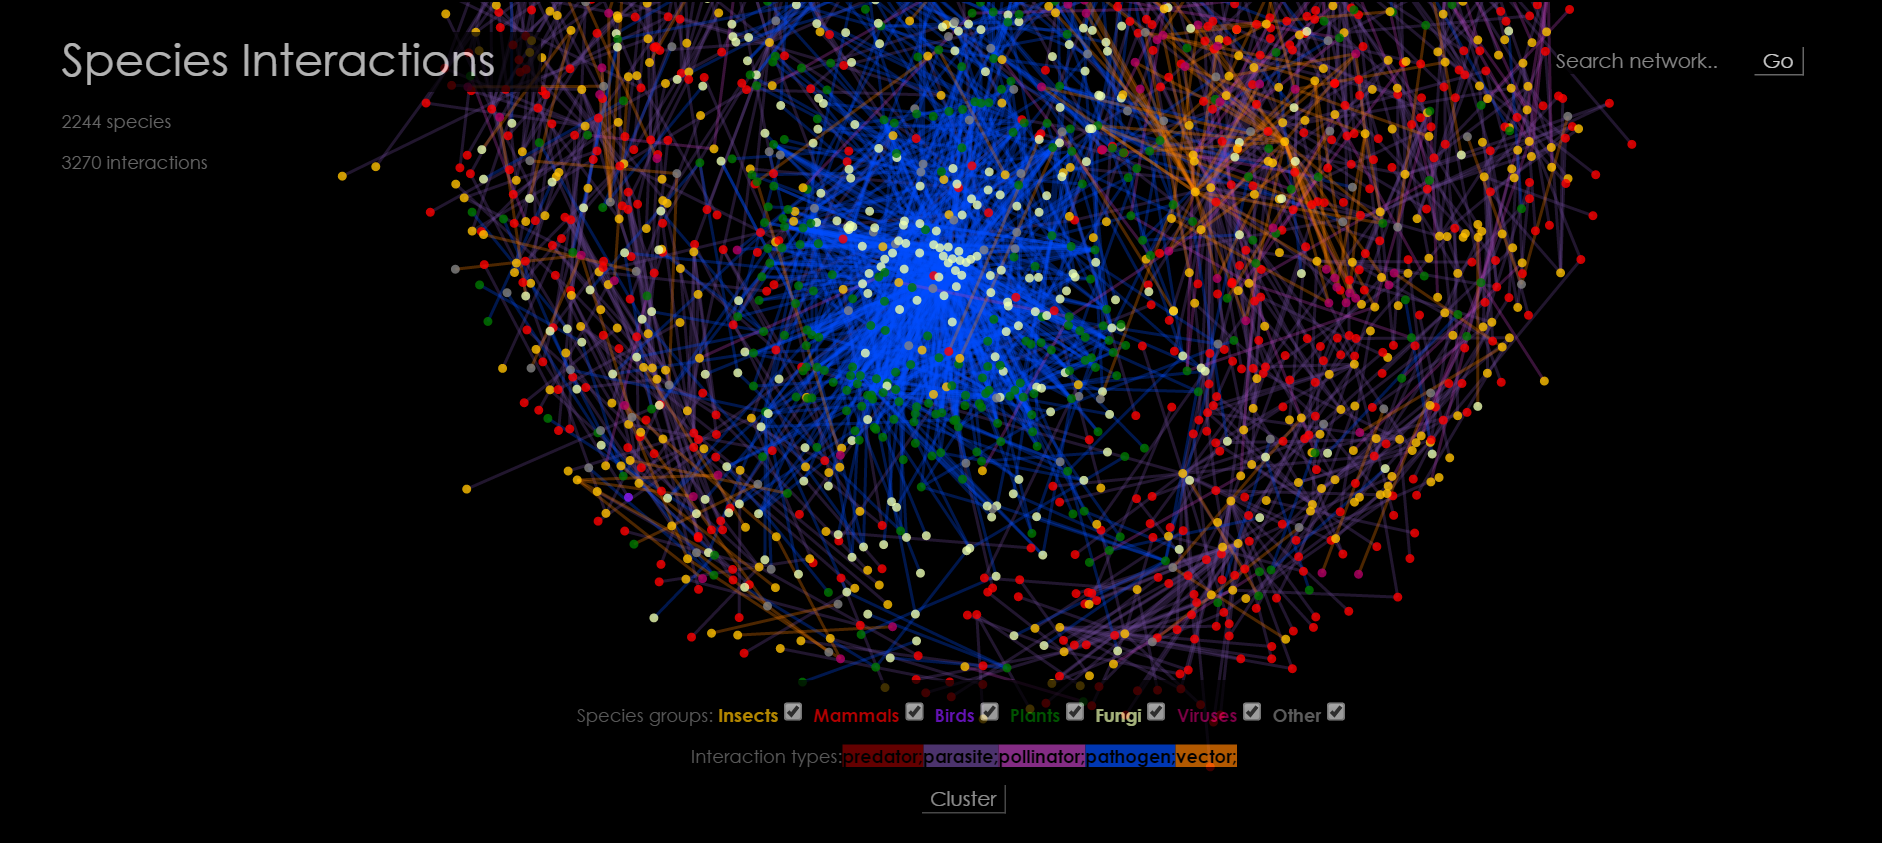 Species Interactions
Search network..
Go
2244 species
3270 interactions
Species groups: Insects Mammals Birds Plants Fungi Viruses Other
Interaction types:predator;parasite;pollinator;pathogen;vector;
Cluster